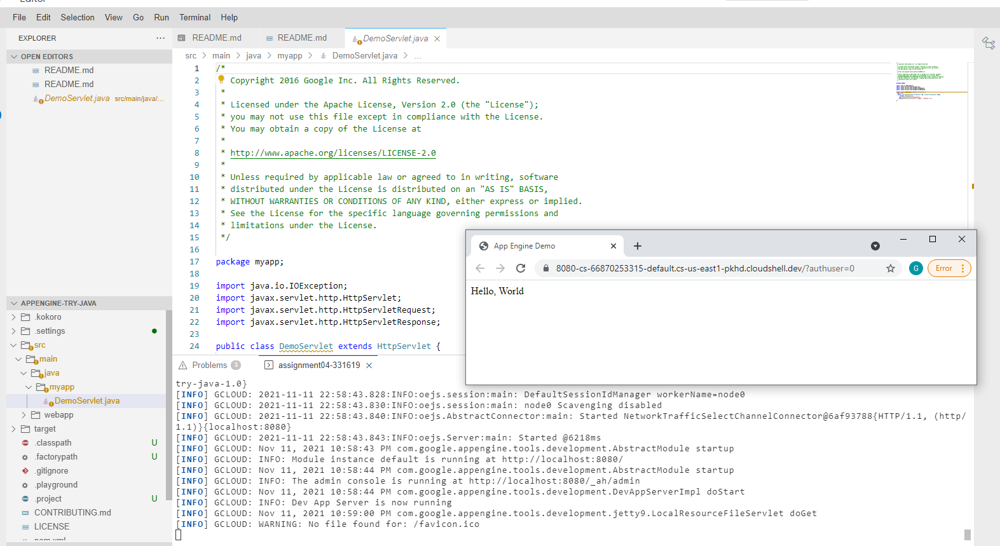 Editor
File Edit Selection View Go Run Terminal Help
EXPLORER ...
OPEN EDITORS
README.md
README.md
DemoServlet.java src/main/java/...
APPENGINE-TRY-JAVA
.kokoro
.settings
src
main
java
myapp
DemoServlet.java
webapp
target
.classpath U
.factorypath U
.gitignore
.playground
.project U
CONTRIBUTING.md
LICENSE
pom.xml
README.md README.md DemoServlet.java
src > main > java > myapp > DemoServlet.java > ...
1 /*
2 Copyright 2016 Google Inc. All Rights Reserved.
3 *
4 * Licensed under the Apache License, Version 2.0 (the "License");
5 * you may not use this file except in compliance with the License.
6 * You may obtain a copy of the License at
7 *
8 * http://www.apache.org/licenses/LICENSE-2.0
9 *
10 * Unless required by applicable law or agreed to in writing, software
11 * distributed under the License is distributed on an "AS IS" BASIS,
12 * WITHOUT WARRANTIES OR CONDITIONS OF ANY KIND, either express or implied.
13 * See the License for the specific language governing permissions and
14 * limitations under the License.
15 */
16
17 package myapp;
18
19 import java.io.IOException;
20 import javax.servlet.http.HttpServlet;
21 import javax.servlet.http.HttpServletRequest;
22 import javax.servlet.http.HttpServletResponse;
23
24 public class DemoServlet extends HttpServlet {
App Engine Demo
8080-cs-66870253315-default.cs-us-east1-pkhd.cloudshell.dev/?authuser=0 G Error
Hello, World
Problems 3 assignment04-331619
try-java-1.0}
[INFO] GCLOUD: 2021-11-11 22:58:43.828:INFO:oejs.session:main: DefaultSessionIdManager workerName=node0
[INFO] GCLOUD: 2021-11-11 22:58:43.830:INFO:oejs.session:main: node0 Scavenging disabled
[INFO] GCLOUD: 2021-11-11 22:58:43.840:INFO:oejs.AbstractConnector:main: Started NetworkTrafficSelectChannelConnector@6af93788{HTTP/1.1, (http/
1.1)}{localhost:8080}
[INFO] GCLOUD: 2021-11-11 22:58:43.843:INFO:oejs.Server:main: Started @6218ms
[INFO] GCLOUD: Nov 11, 2021 10:58:43 PM com.google.appengine.tools.development.AbstractModule startup
[INFO] GCLOUD: INFO: Module instance default is running at http://localhost:8080/
[INFO] GCLOUD: Nov 11, 2021 10:58:44 PM com.google.appengine.tools.development.AbstractModule startup
[INFO] GCLOUD: INFO: The admin console is running at http://localhost:8080/_ah/admin
[INFO] GCLOUD: Nov 11, 2021 10:58:44 PM com.google.appengine.tools.development.DevAppServerImpl doStart
[INFO] GCLOUD: INFO: Dev App Server is now running
[INFO] GCLOUD: Nov 11, 2021 10:59:00 PM com.google.appengine.tools.development.jetty9.LocalResourceFileServlet doGet
[INFO] GCLOUD: WARNING: No file found for: /favicon.ico